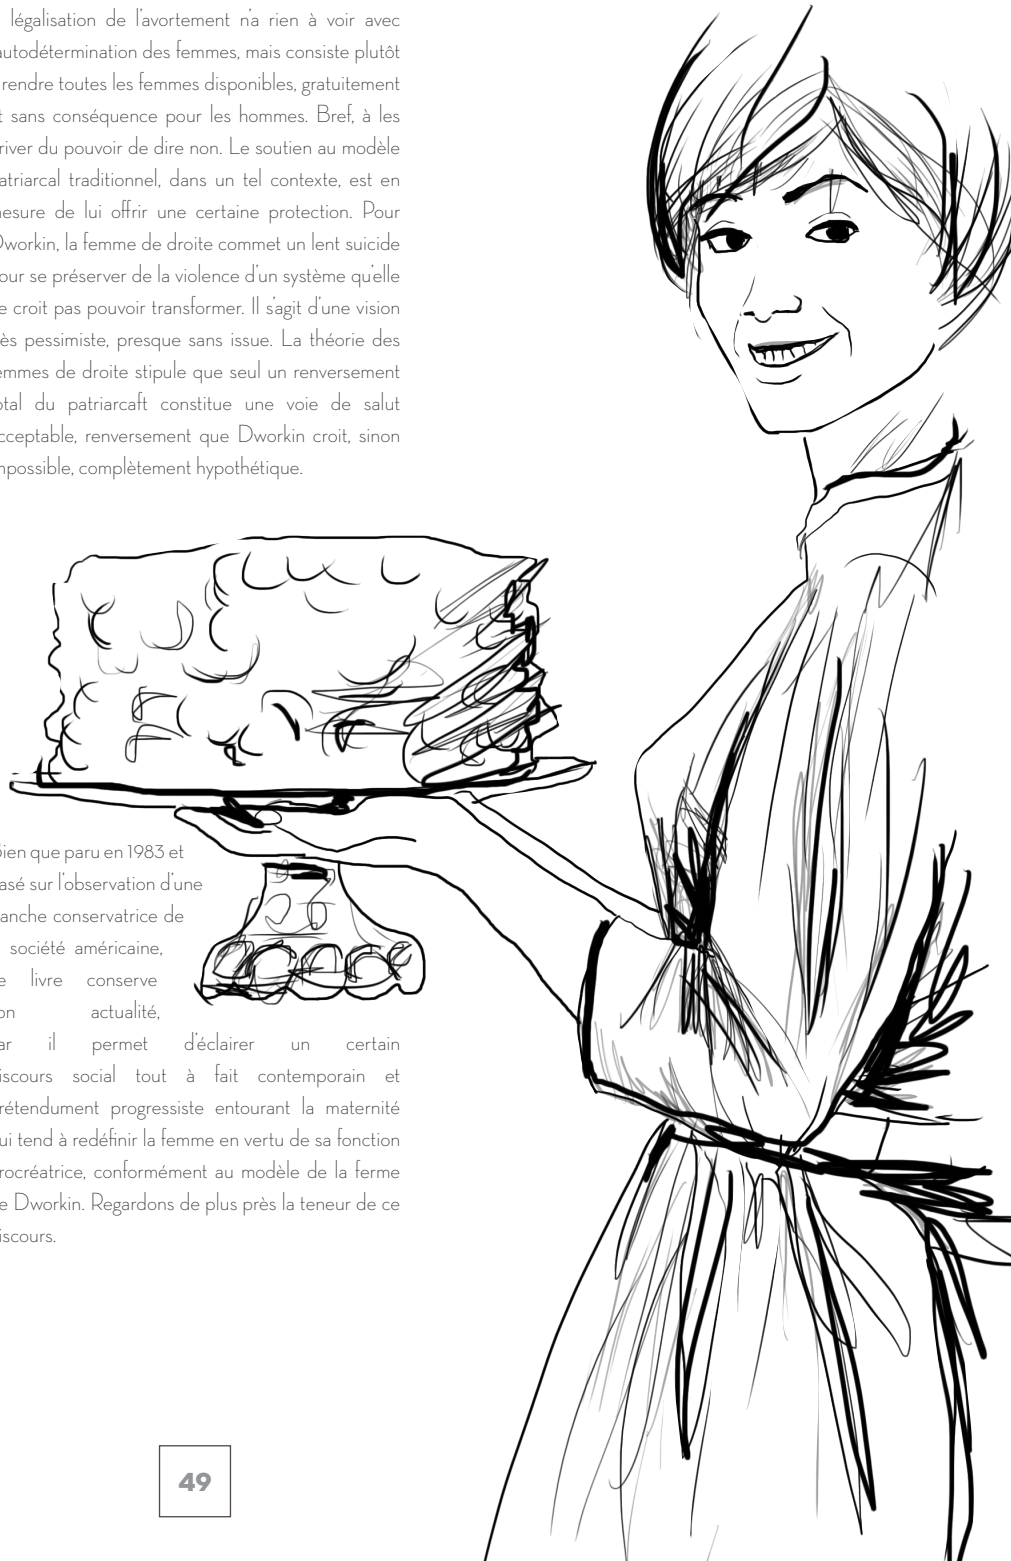 légalisation de l'avortement n'a rien à voir avec
autodétermination des femmes, mais consiste plutôt
rendre toutes les femmes disponibles, gratuitement
t sans conséquence pour les hommes. Bref, à les
river du pouvoir de dire non. Le soutien au modèle
atriarcal traditionnel, dans un tel contexte, est en
esure de lui offrir une certaine protection. Pour
Dworkin, la femme de droite commet un lent suicide
our se préserver de la violence d'un système qu'elle
e croit pas pouvoir transformer. Il s'agit d'une vision
ès pessimiste, presque sans issue. La théorie des
emmes de droite stipule que seul un renversement
otal du patriarcaft constitue une voie de salut
cceptable, renversement que Dworkin croit, sinon
mpossible, complètement hypothétique.
Bien que paru en 1983 et
asé sur l'observation d'une
anche conservatrice de
société américaine,
e livre conserve
on actualité,
ar il permet d'éclairer un certain
iscours social tout à fait contemporain et
rétendument progressiste entourant la maternité
ui tend à redéfinir la femme en vertu de sa fonction
rocréatrice, conformément au modèle de la ferme
e Dworkin. Regardons de plus près la teneur de ce
iscours.
49